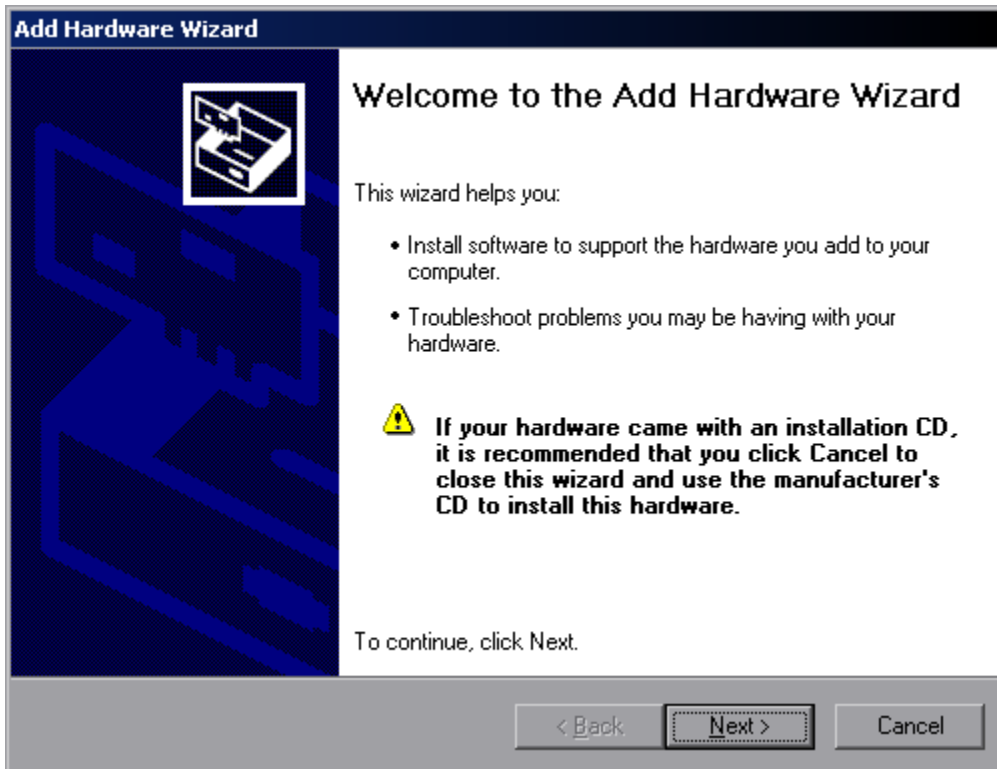 Add Hardware Wizard
Welcome to the Add Hardware Wizard
This wizard helps you:
• Install software to support the hardware you add to your
computer.
• Troubleshoot problems you may be having with your
hardware.
If your hardware came with an installation CD,
it is recommended that you click Cancel to
close this wizard and use the manufacturer's
CD to install this hardware.
To continue, click Next.
< Back
Next >
Cancel